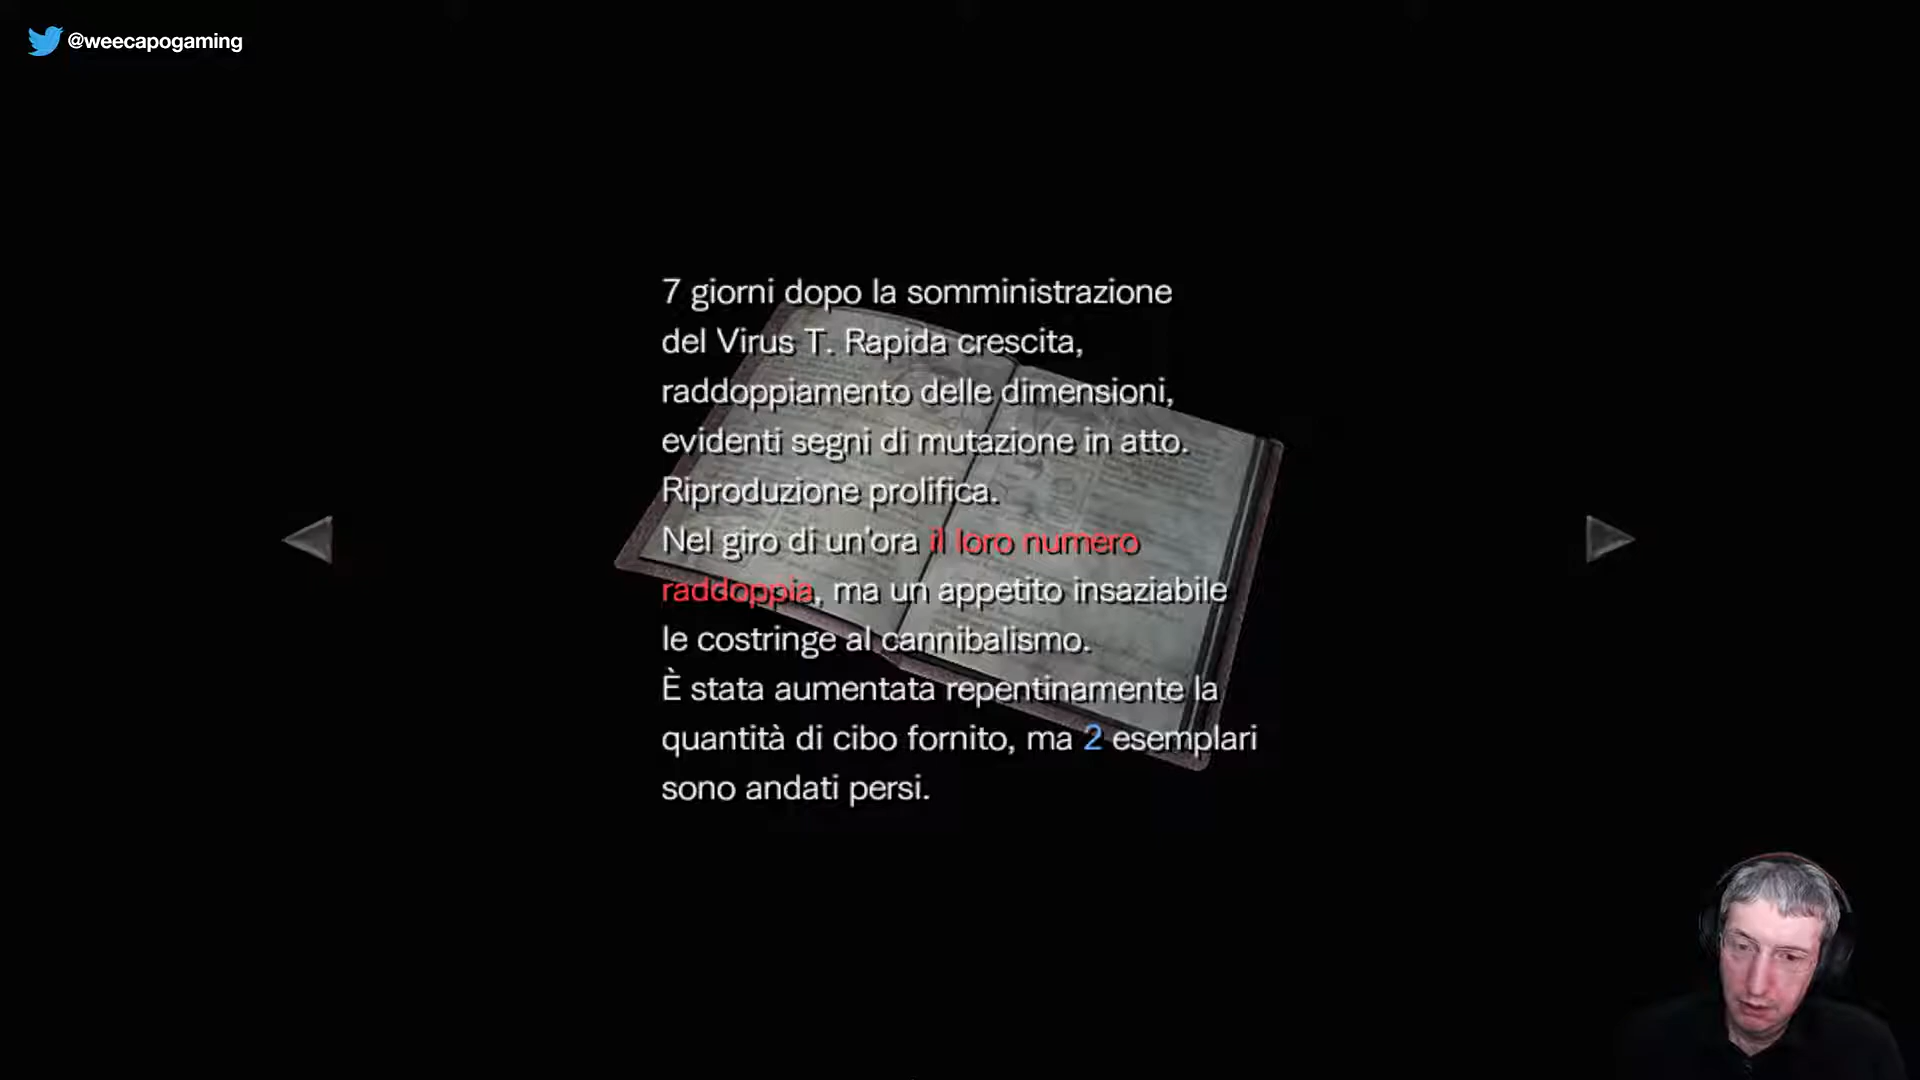 @weecapogaming
7 giorni dopo la somministrazione
del Virus T. Rapida crescita,
raddoppiamento delle dimensioni,
evidenti segni di mutazione in atto.
Riproduzione prolifica.
Nel giro di un'ora il loro numero
raddoppia, ma un appetito insaziabile
le costringe al cannibalismo.
È stata aumentata repentinamente la
quantità di cibo fornito, ma 2 esemplari
sono andati persi.